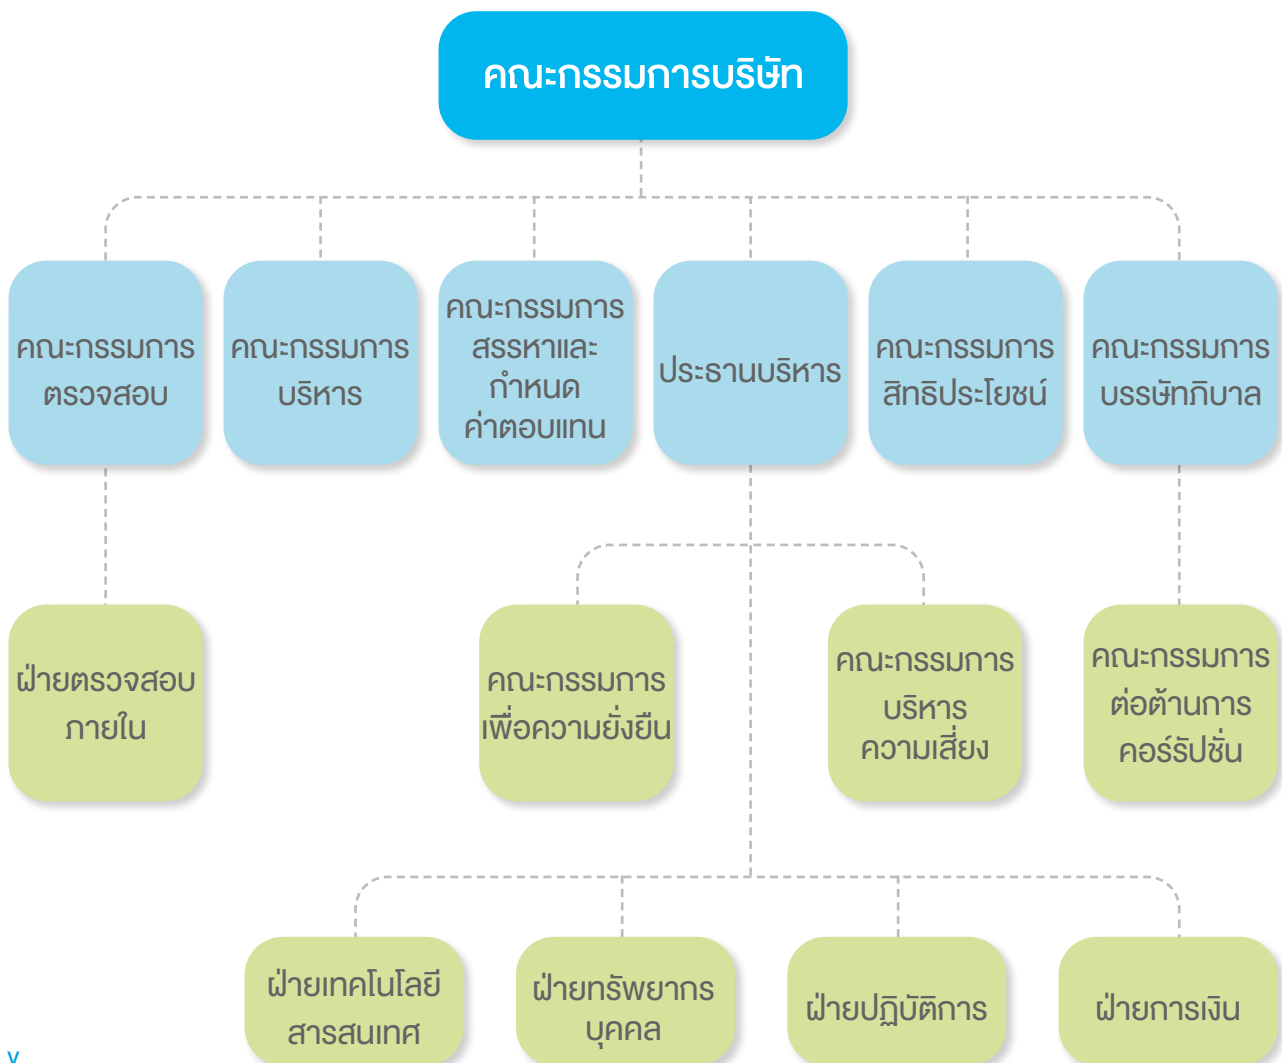 คณะกรรมการบริษัท
คณะกรรมการ
ตรวจสอบ
คณะกรรมการ
บริหาร
คณะกรรมการ
สรรหาและ
กำหนด
ค่าตอบแทน
ประธานบริหาร
คณะกรรมการ
สิทธิประโยชน์
คณะกรรมการ
บรรษัทภิบาล
ฝ่ายตรวจสอบ
ภายใน
คณะกรรมการ
เพื่อความยั่งยืน
คณะกรรมการ
บริหาร
ความเสี่ยง
คณะกรรมการ
ต่อต้านการ
คอร์รัปชั่น
ฝ่ายเทคโนโลยี
สารสนเทศ
ฝ่ายทรัพยากร
บุคคล
ฝ่ายปฏิบัติการ
ฝ่ายการเงิน